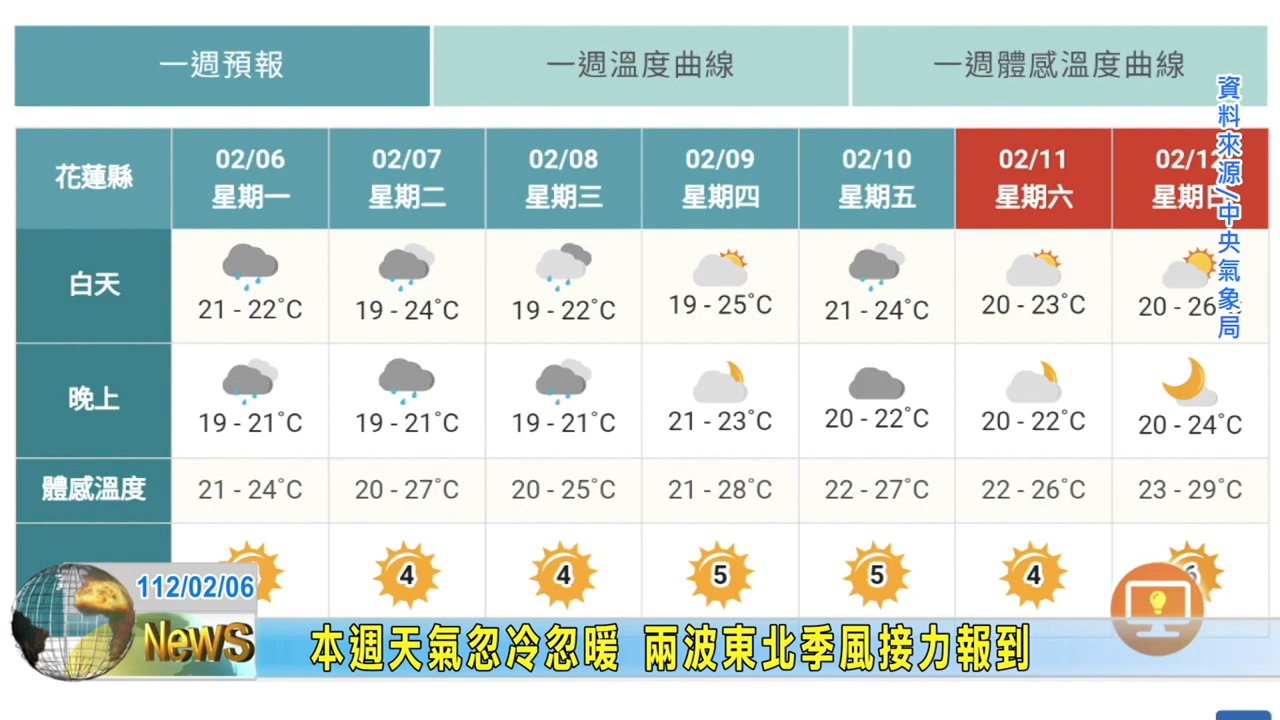 一週預報
一週溫度曲線
一週體感溫度曲線
資料來源/中央氣象局
花蓮縣
02/06 星期一
02/07 星期二
02/08 星期三
02/09 星期四
02/10 星期五
02/11 星期六
02/12 星期日
白天
21 - 22°C
19 - 24°C
19 - 22°C
19 - 25°C
21 - 24°C
20 - 23°C
20 - 26
晚上
19 - 21°C
19 - 21°C
19 - 21°C
21 - 23°C
20 - 22°C
20 - 22°C
20 - 24°C
體感溫度
21 - 24°C
20 - 27°C
20 - 25°C
21 - 28°C
22 - 27°C
22 - 26°C
23 - 29°C
4
4
5
5
4
112/02/06
NewS
本週天氣忽冷忽暖 兩波東北季風接力報到